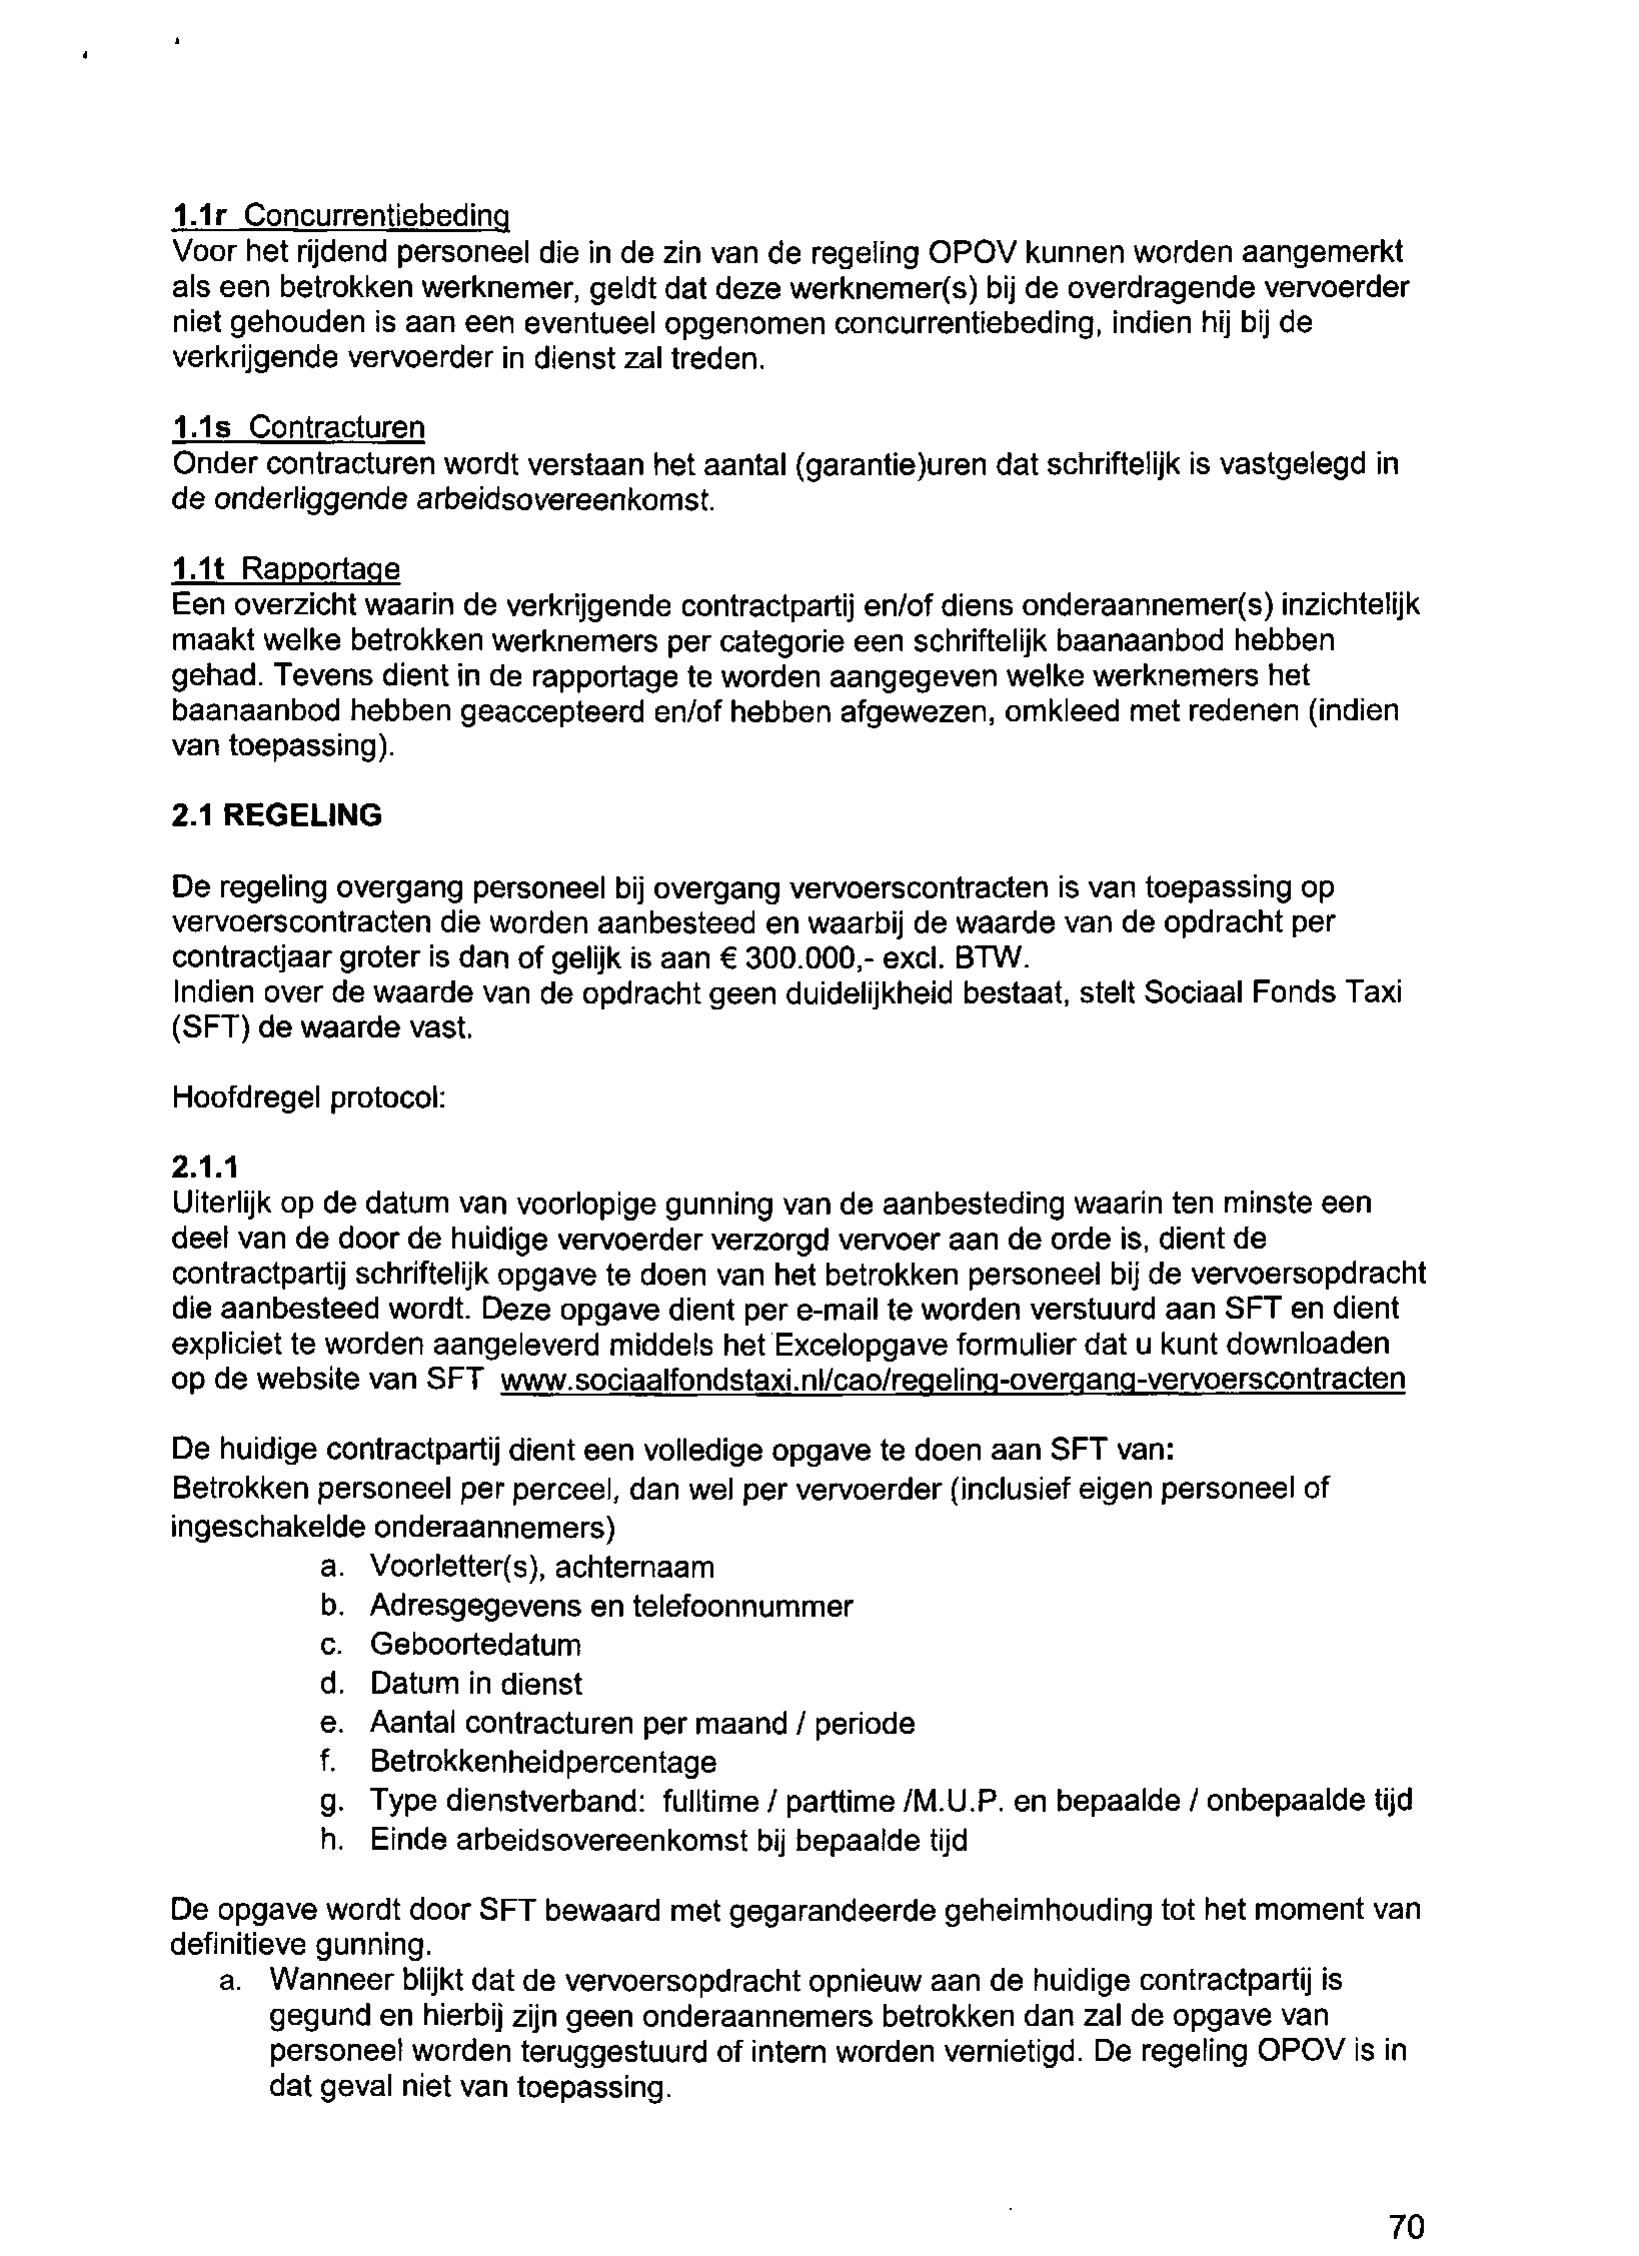 1.1r Concurrentiebeding
Voor het rijdend personeel die in de zin van de regeling OPOV kunnen worden aangemerkt
als een betrokken werknemer, geldt dat deze werknemer(s) bij de overdragende vervoerder
niet gehouden is aan een eventueel opgenomen concurrentiebeding, indien hij bij de
verkrijgende vervoerder in dienst zal treden.
1.1s Contracturen
Onder contracturen wordt verstaan het aantal (garantie)uren dat schriftelijk is vastgelegd in
de onderliggende arbeidsovereenkomst.
1.1t Rapportage
Een overzicht waarin de verkrijgende contractpartij en/of diens onderaannemer(s) inzichtelijk
maakt welke betrokken werknemers per categorie een schriftelijk baanaanbod hebben
gehad. Tevens dient in de rapportage te worden aangegeven welke werknemers het
baanaanbod hebben geaccepteerd en/of hebben afgewezen, omkleed met redenen (indien
van toepassing).
2.1 REGELING
De regeling overgang personeel bij overgang vervoerscontracten is van toepassing op
vervoerscontracten die worden aanbesteed en waarbij de waarde van de opdracht per
contractjaar groter is dan of gelijk is aan € 300.000,- excl. BTW.
Indien over de waarde van de opdracht geen duidelijkheid bestaat, stelt Sociaal Fonds Taxi
(SFT) de waarde vast.
Hoofdregel protocol:
2.1.1
Uiterlijk op de datum van voorlopige gunning van de aanbesteding waarin ten minste een
deel van de door de huidige vervoerder verzorgd vervoer aan de orde is, dient de
contractpartij schriftelijk opgave te doen van het betrokken personeel bij de vervoersopdracht
die aanbesteed wordt. Deze opgave dient per e-mail te worden verstuurd aan SFT en dient
expliciet te worden aangeleverd middels het Excelopgave formulier dat u kunt downloaden
op de website van SFT www.sociaalfondstaxi.nl/cao/regeling-overgang-vervoerscontracten
De huidige contractpartij dient een volledige opgave te doen aan SFT van:
Betrokken personeel per perceel, dan wel per vervoerder (inclusief eigen personeel of
ingeschakelde onderaannemers)
a. Voorletter(s), achternaam
b. Adresgegevens en telefoonnummer
c. Geboortedatum
d. Datum in dienst
e. Aantal contracturen per maand / periode
f. Betrokkenheidpercentage
g. Type dienstverband: fulltime / parttime /M.U.P. en bepaalde / onbepaalde tijd
h. Einde arbeidsovereenkomst bij bepaalde tijd
De opgave wordt door SFT bewaard met gegarandeerde geheimhouding tot het moment van
definitieve gunning.
a. Wanneer blijkt dat de vervoersopdracht opnieuw aan de huidige contractpartij is
gegund en hierbij zijn geen onderaannemers betrokken dan zal de opgave van
personeel worden teruggestuurd of intern worden vernietigd. De regeling OPOV is in
dat geval niet van toepassing.
70